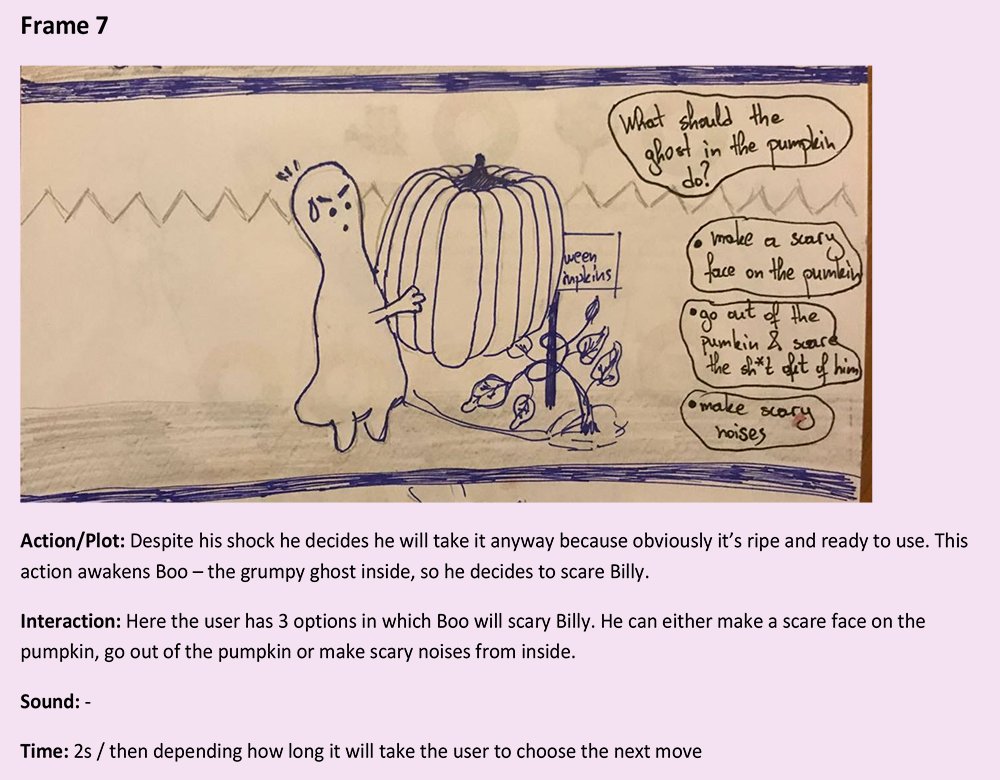 Frame 7
What should the
ghost in the pumpkin
do?
• make a scary
face on the pumkin
• go out of the
pumkin & scare
the sh*t out of him
• make scary
noises
ween
mpkins
Action/Plot: Despite his shock he decides he will take it anyway because obviously it's ripe and ready to use. This
action awakens Boo – the grumpy ghost inside, so he decides to scare Billy.
Interaction: Here the user has 3 options in which Boo will scary Billy. He can either make a scare face on the
pumpkin, go out of the pumpkin or make scary noises from inside.
Sound: -
Time: 2s / then depending how long it will take the user to choose the next move